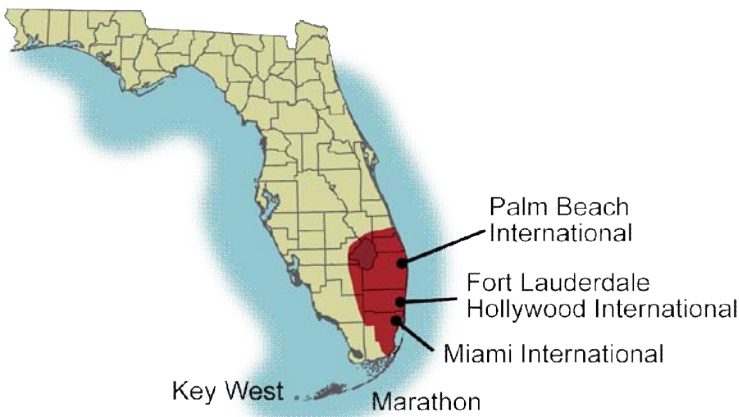 Palm Beach
International
Fort Lauderdale
Hollywood International
Miami International
Key West
Marathon